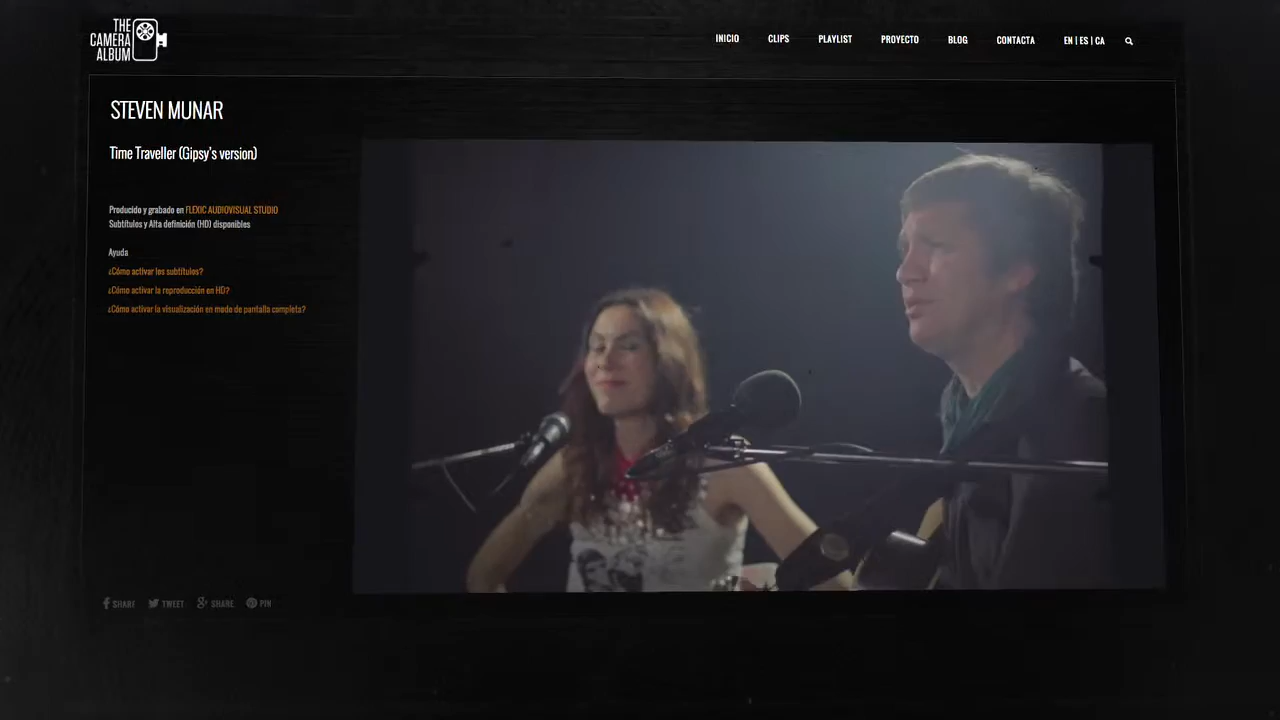 THE
CAMERA
ALBUM
INICIO
CLIPS
PLAYLIST
PROYECTO
BLOG
CONTACTA
EN | ES | CA
STEVEN MUNAR
Time Traveller (Gipsy's version)
Producido y grabado en FLEXIC AUDIOVISUAL STUDIO
Subtítulos y Alta definición (HD) disponibles
Ayuda
¿Cómo activar los subtítulos?
¿Cómo activar la reproducción en HD?
¿Cómo activar la visualización en modo de pantalla completa?
SHARE
TWEET
SHARE
PIN